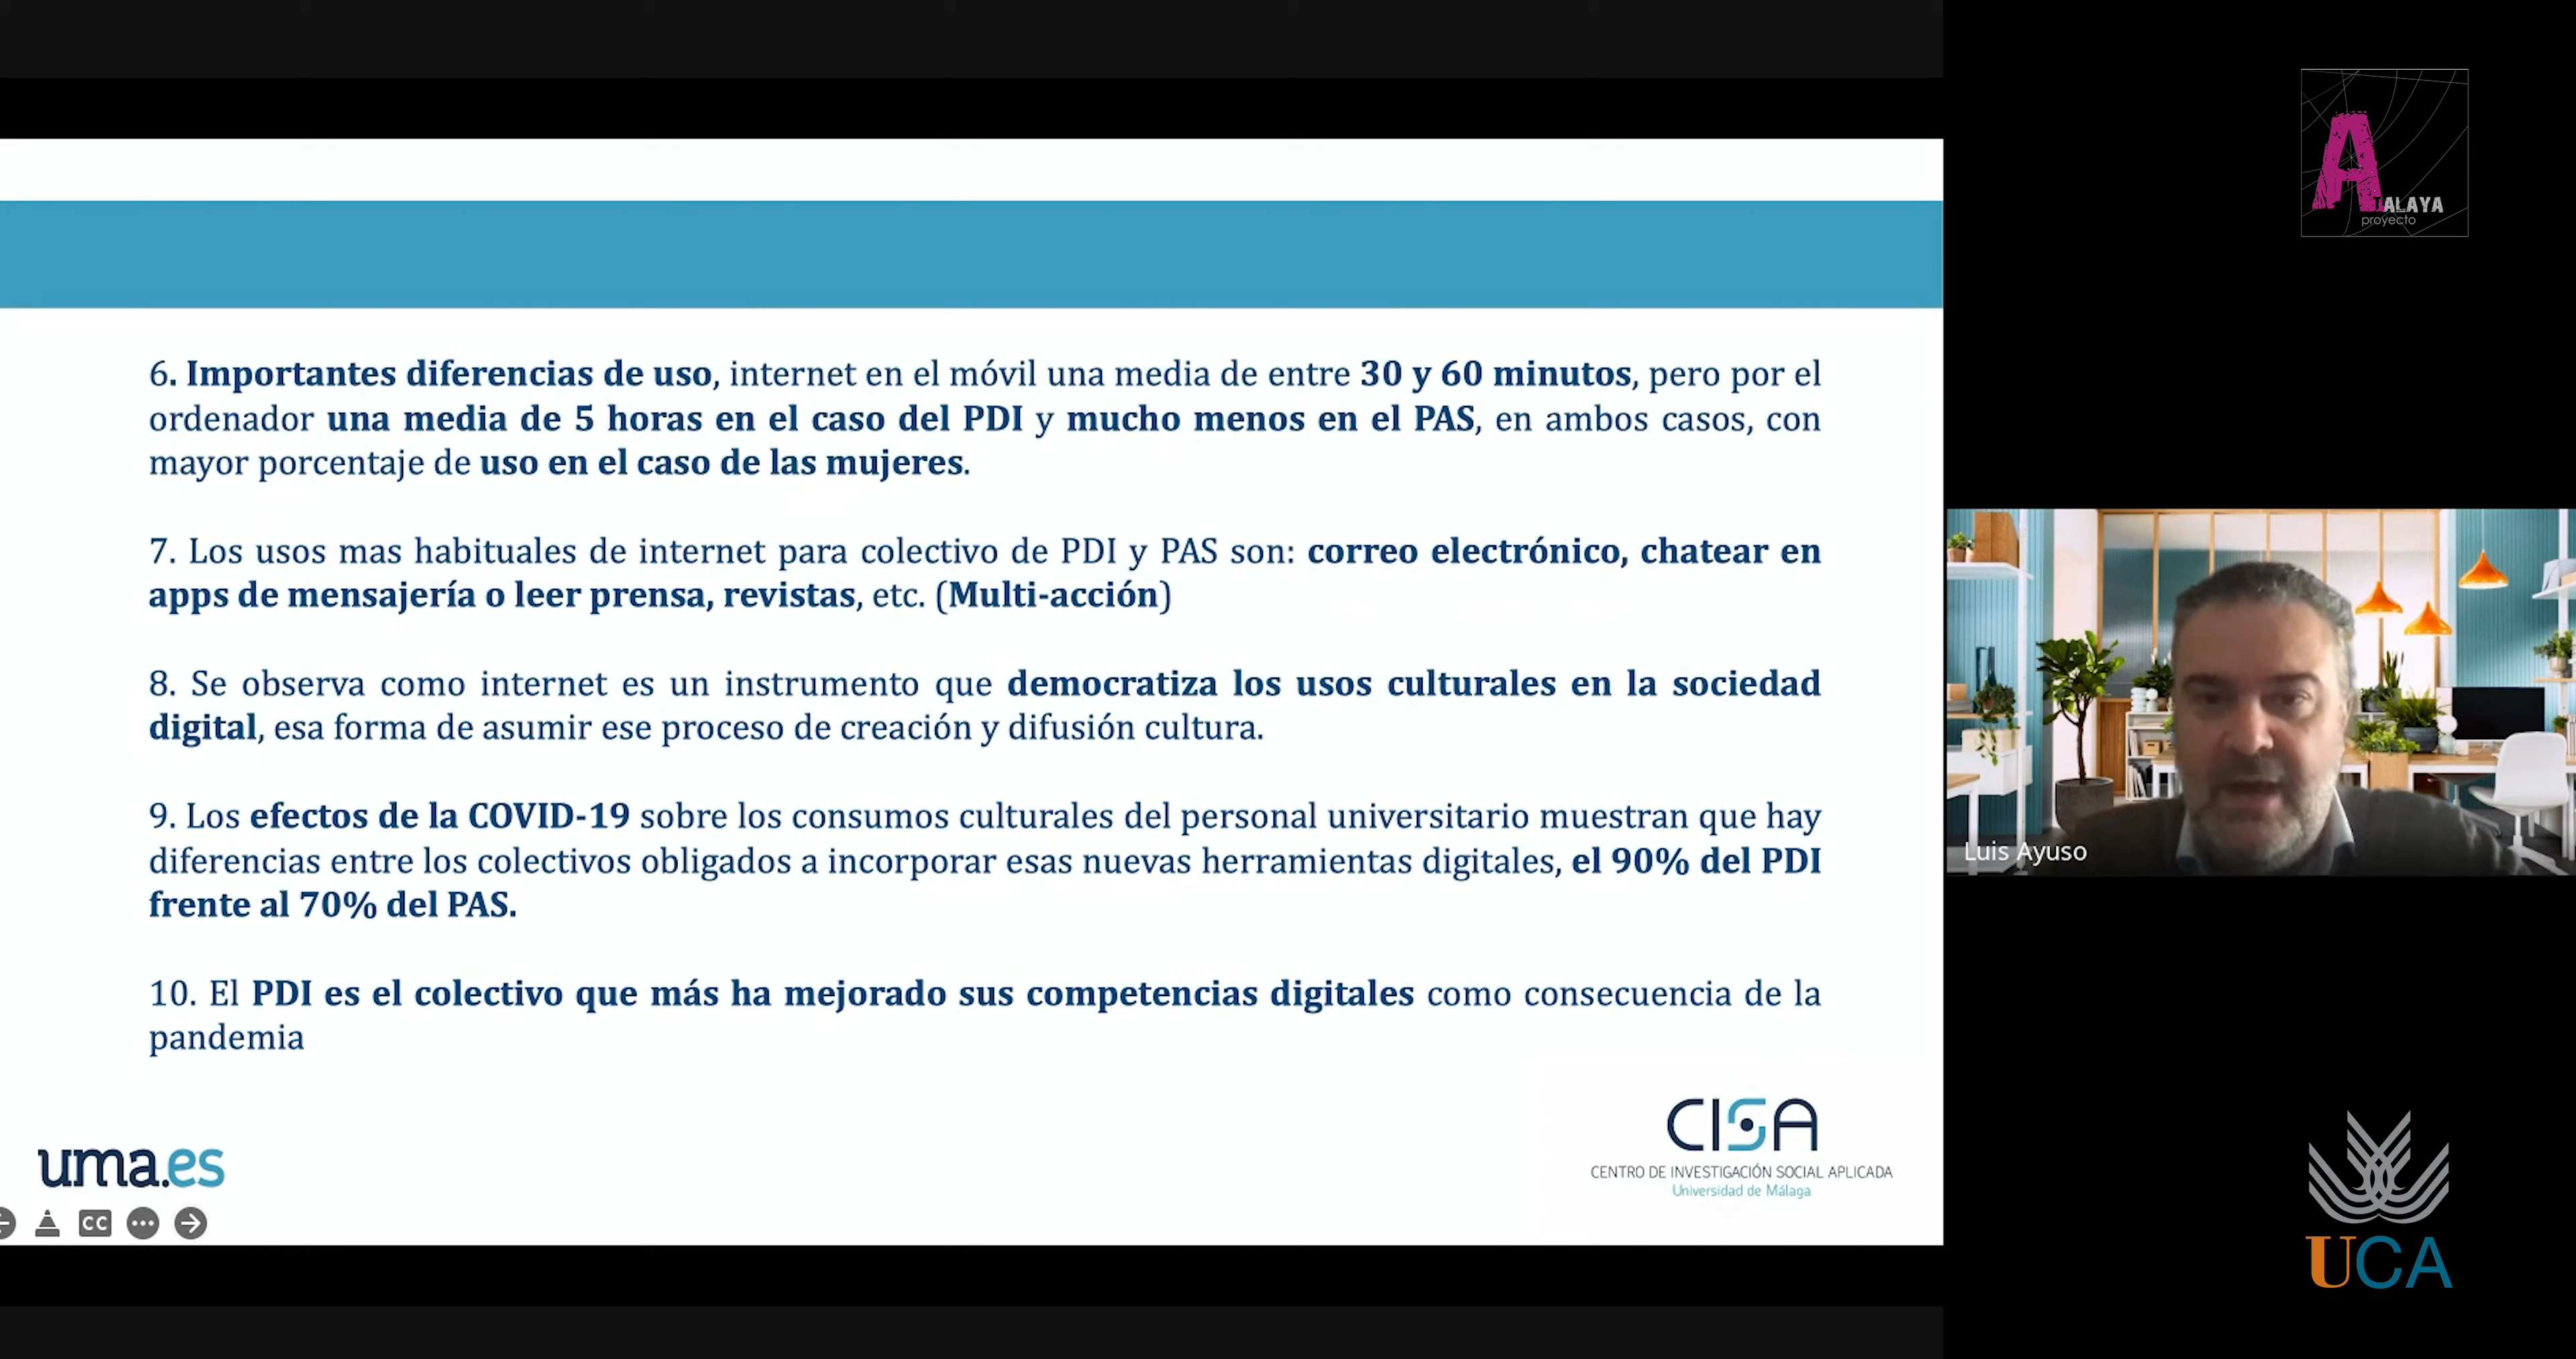 6. Importantes diferencias de uso, internet en el móvil una media de entre 30 y 60 minutos, pero por el
ordenador una media de 5 horas en el caso del PDI y mucho menos en el PAS, en ambos casos, con
mayor porcentaje de uso en el caso de las mujeres.
7. Los usos mas habituales de internet para colectivo de PDI y PAS son: correo electrónico, chatear en
apps de mensajería o leer prensa, revistas, etc. (Multi-acción)
8. Se observa como internet es un instrumento que democratiza los usos culturales en la sociedad
digital, esa forma de asumir ese proceso de creación y difusión cultura.
9. Los efectos de la COVID-19 sobre los consumos culturales del personal universitario muestran que hay
diferencias entre los colectivos obligados a incorporar esas nuevas herramientas digitales, el 90% del PDI
frente al 70% del PAS.
10. El PDI es el colectivo que más ha mejorado sus competencias digitales como consecuencia de la
pandemia
uma.es
CC
CISA
CENTRO DE INVESTIGACIÓN SOCIAL APLICADA
Universidad de Málaga
A
ALAYA
proyecto
Luis Ayuso
UCA